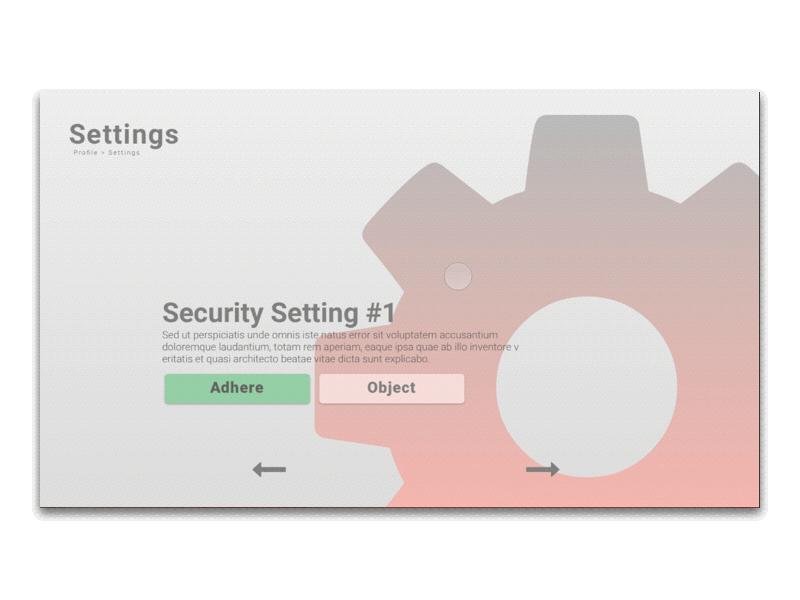 Settings
Profile > Settings
Security Setting #1
Sed ut perspiciatis unde omnis iste natus error sit voluptatem accusantium
doloremque laudantium, totam rem aperiam, eaque ipsa quae ab illo inventore v
eritatis et quasi architecto beatae vitae dicta sunt explicabo.
Adhere Object